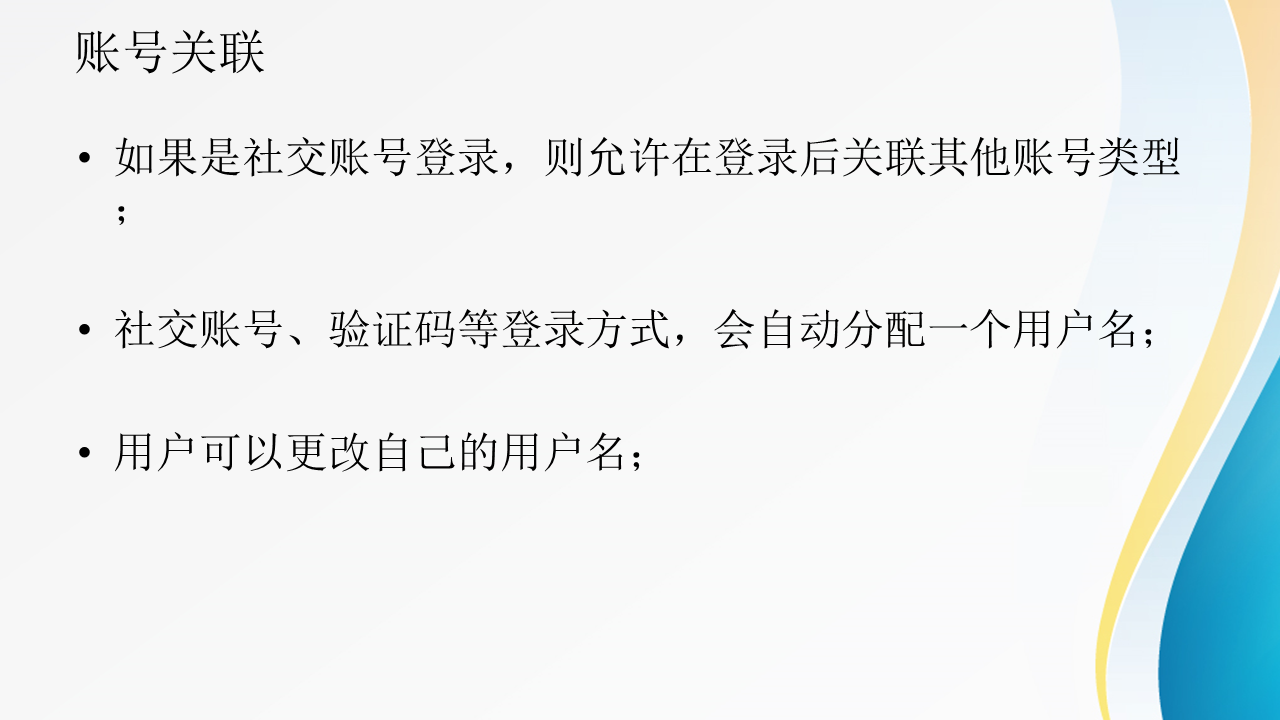 账号关联
• 如果是社交账号登录，则允许在登录后关联其他账号类型
；
• 社交账号、验证码等登录方式，会自动分配一个用户名；
• 用户可以更改自己的用户名；